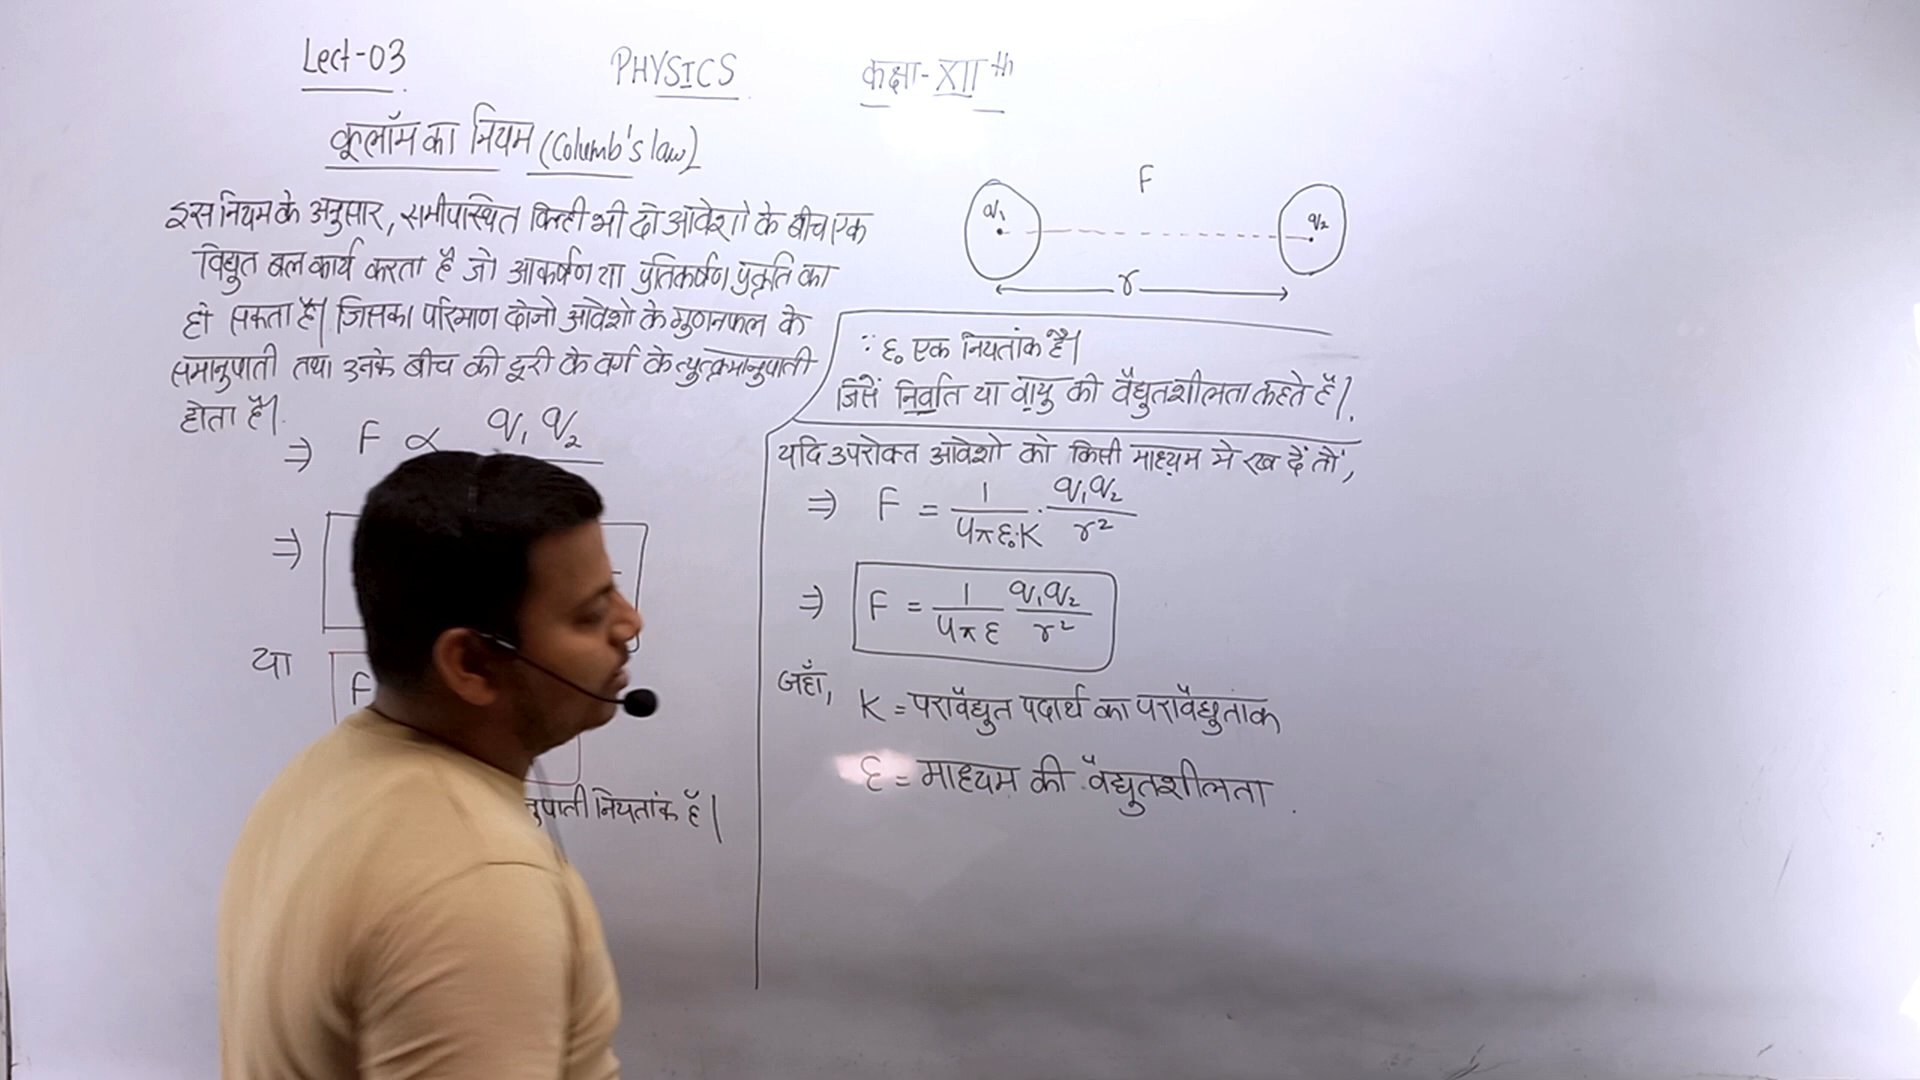 Lect-03 PHYSICS कक्षा-XII th
कूलॉम का नियम (Columb's law)
इस नियम के अनुसार, समीपस्थित किन्ही भी दो आवेशो के बीच एक
विद्युत बल कार्य करता है जो आकर्षण या प्रतिकर्षण प्रकृति का
हो सकता है। जिसका परिमाण दोनो आवेशो के गुणनफल के
समानुपाती तथा उनके बीच की दूरी के वर्ग के व्युत्क्रमानुपाती
होता है।
⇒ F ∝ q₁ q₂
⇒
या F
नुपाती नियतांक है।
F
q₁ q₂
r
∵ ε₀ एक नियतांक है।
जिसें निर्वात या वायु की वैद्युतशीलता कहते हैं।
यदि उपरोक्त आवेशो को किसी माध्यम मे रख दें तो,
⇒ F = 1/4πε₀K · q₁q₂/r²
⇒ F = 1/4πε q₁q₂/r²
जहाँ,
K = परावैद्युत पदार्थ का परावैद्युतांक
ε = माध्यम की वैद्युतशीलता